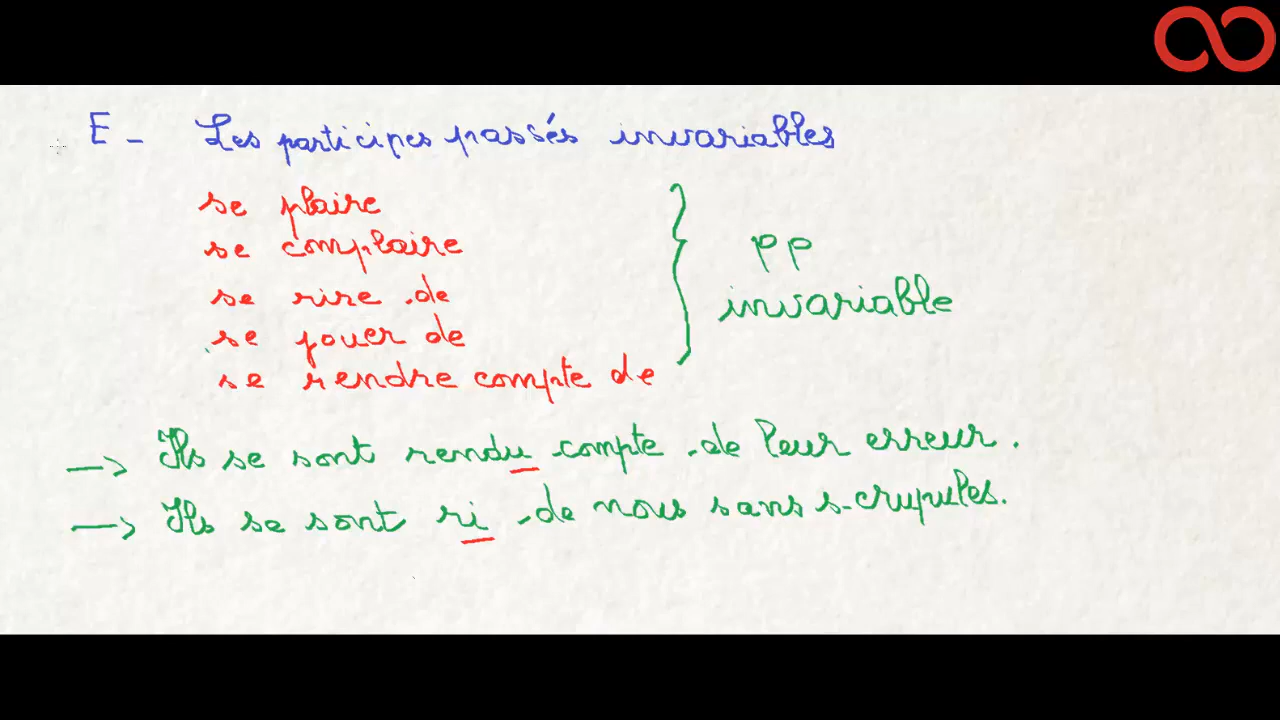 E - Les participes passés invariables
se plaire
se complaire
se rire de
se jouer de
se rendre compte de
pp
invariable
→ Ils se sont rendu compte de leur erreur.
→ Ils se sont ri de nous sans s-crupules.